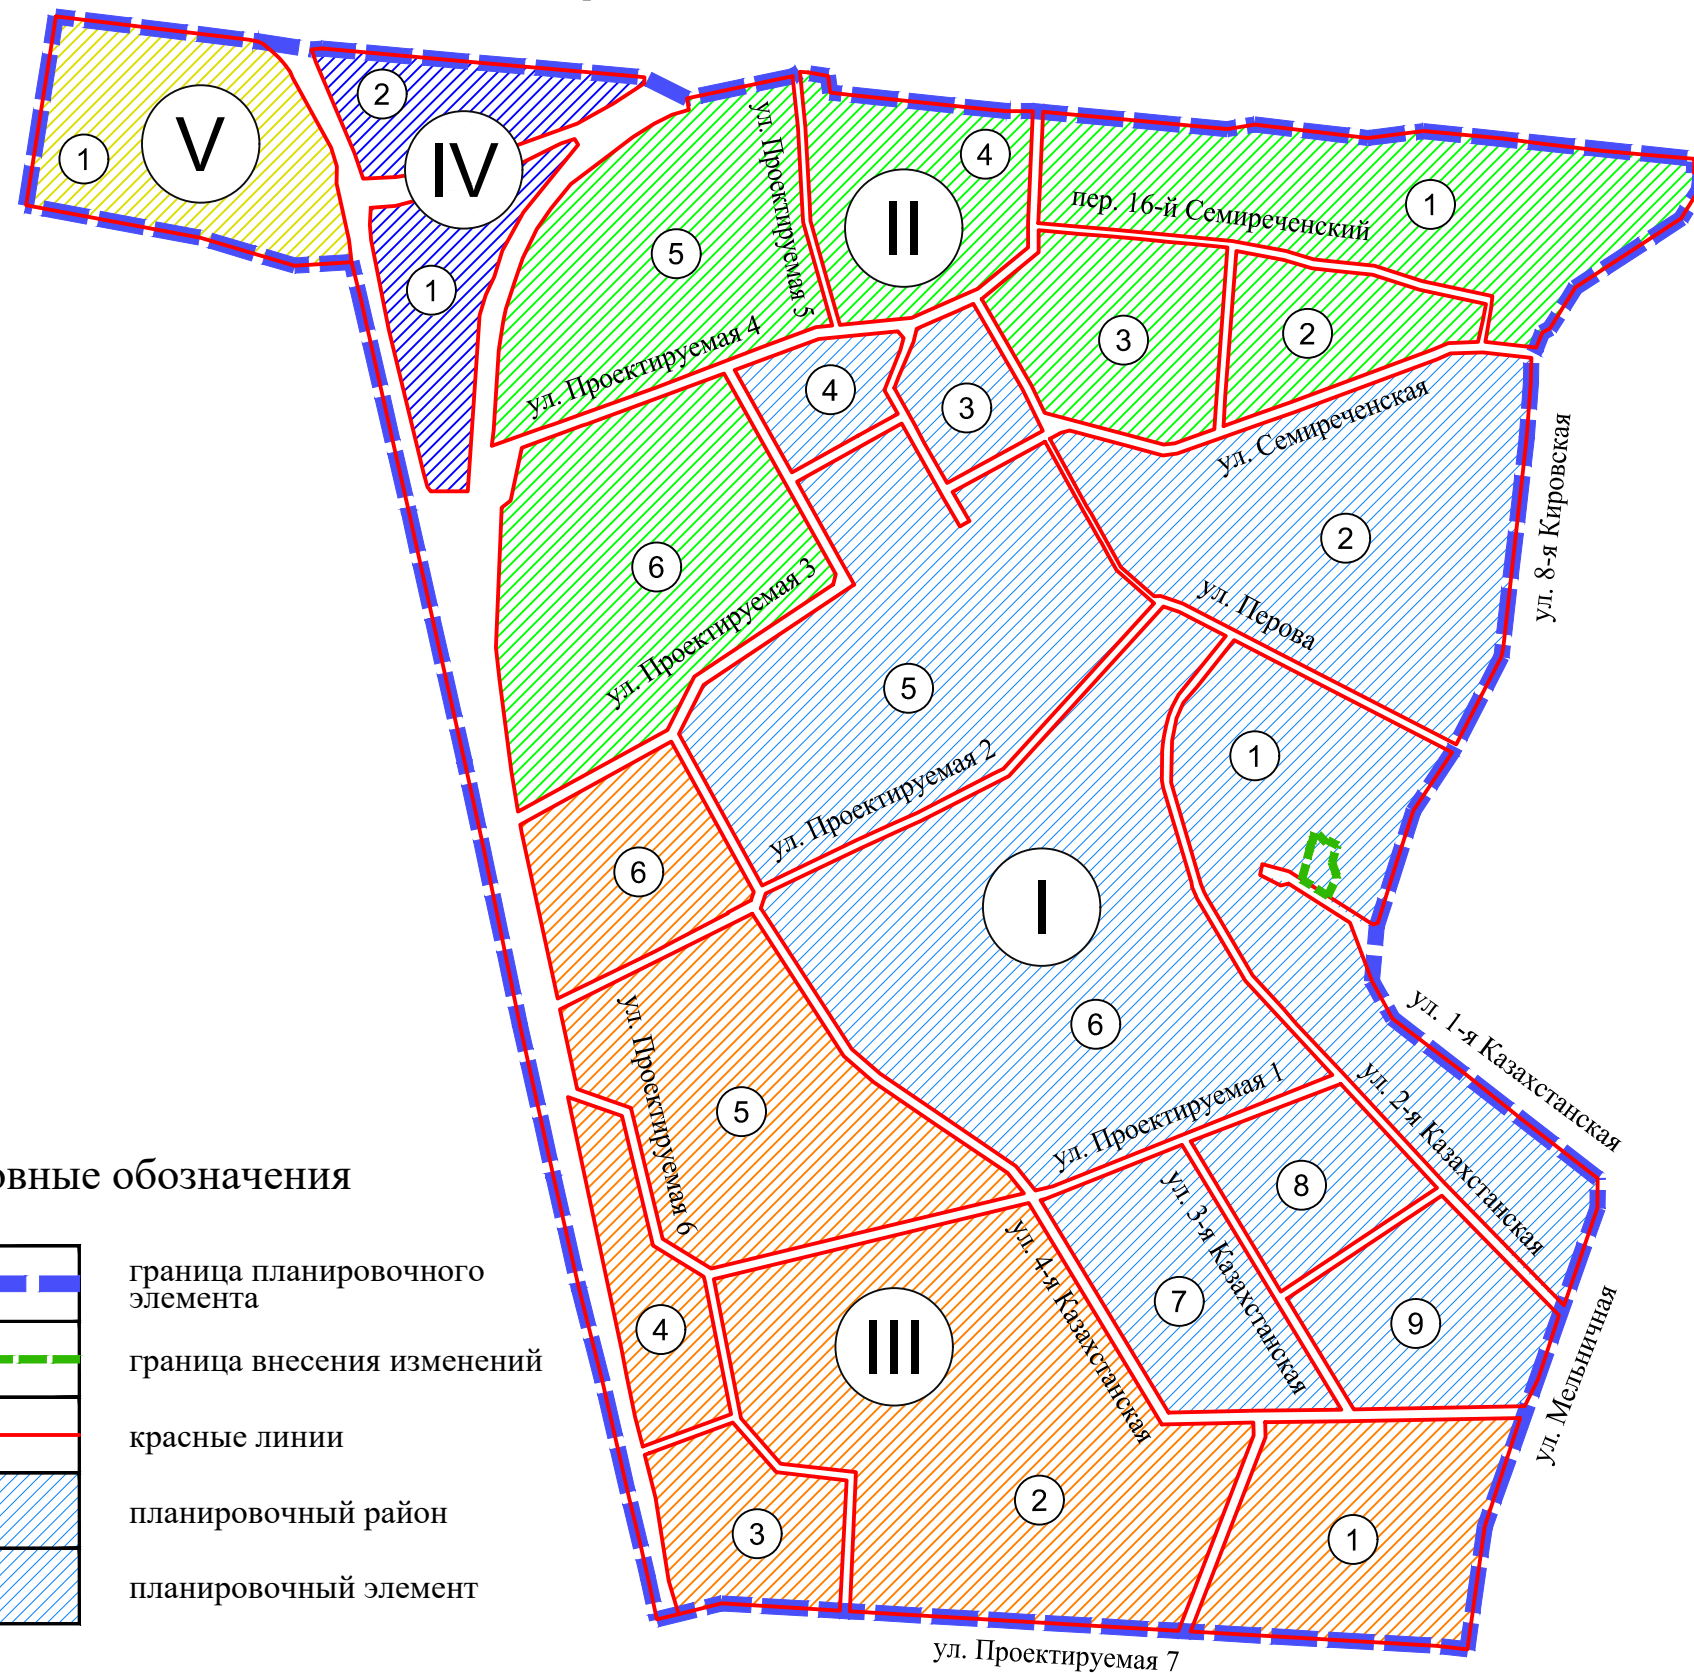 V
1
2
IV
1
ул. Проектируемая 5
4
II
5
пер. 16-й Семиреченский
1
3
2
ул. Проектируемая 4
4
3
ул. Семиреченская
ул. 8-я Кировская
2
6
ул. Проектируемая 3
ул. Перова
5
ул. Проектируемая 2
1
6
I
6
ул. 1-я Казахстанская
ул. Проектируемая 6
5
ул. Проектируемая 1
ул. 2-я Казахстанская
8
ул. 3-я Казахстанская
7
9
ул. 4-я Казахстанская
4
III
ул. Мельничная
3
2
1
ул. Проектируемая 7
овные обозначения
граница планировочного
элемента
граница внесения изменений
красные линии
планировочный район
планировочный элемент